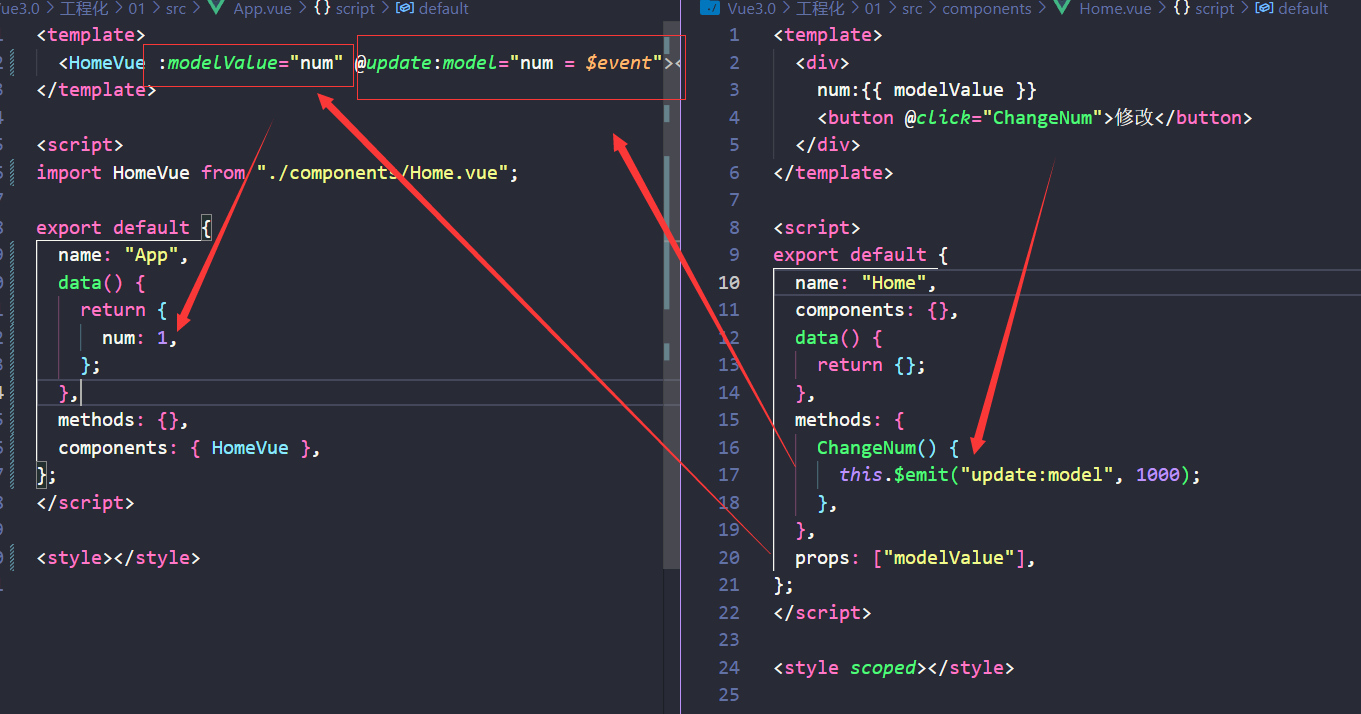 Vue3.0 > 工程化 > 01 > src > App.vue > {} script > default
<template>
<HomeVue :modelValue="num" @update:model="num = $event"><
</template>
<script>
import HomeVue from "./components/Home.vue";
export default {
name: "App",
data() {
return {
num: 1,
};
},
methods: {},
components: { HomeVue },
};
</script>
<style></style>
Vue3.0 > 工程化 > 01 > src > components > Home.vue > {} script > default
1 <template>
2 <div>
3 num:{{ modelValue }}
4 <button @click="ChangeNum">修改</button>
5 </div>
6 </template>
7
8 <script>
9 export default {
10 name: "Home",
11 components: {},
12 data() {
13 return {};
14 },
15 methods: {
16 ChangeNum() {
17 this.$emit("update:model", 1000);
18 },
19 },
20 props: ["modelValue"],
21 };
22 </script>
23
24 <style scoped></style>
25